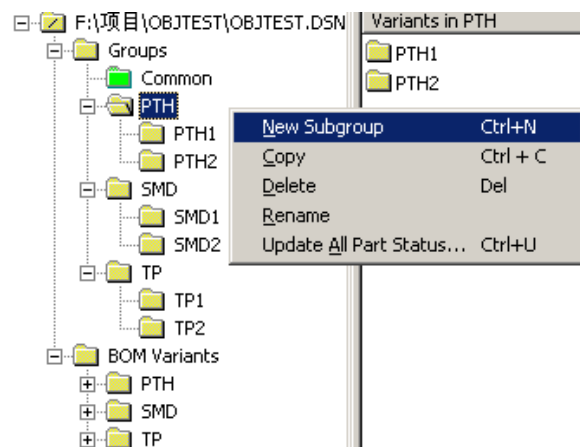 F:\项目\OBJTEST\OBJTEST.DSN
Groups
Common
PTH
PTH1
PTH2
SMD
SMD1
SMD2
TP
TP1
TP2
BOM Variants
PTH
SMD
TP
Variants in PTH
PTH1
PTH2
New Subgroup Ctrl+N
Copy Ctrl + C
Delete Del
Rename
Update All Part Status... Ctrl+U